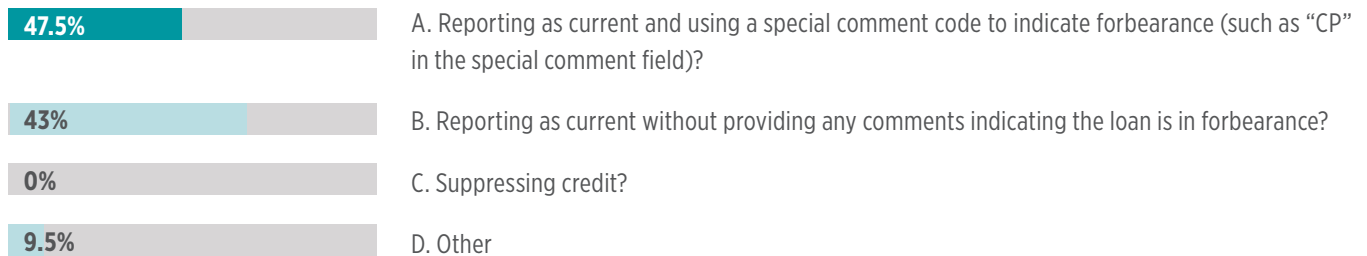 47.5% A. Reporting as current and using a special comment code to indicate forbearance (such as “CP”
in the special comment field)?
43% B. Reporting as current without providing any comments indicating the loan is in forbearance?
0% C. Suppressing credit?
9.5% D. Other